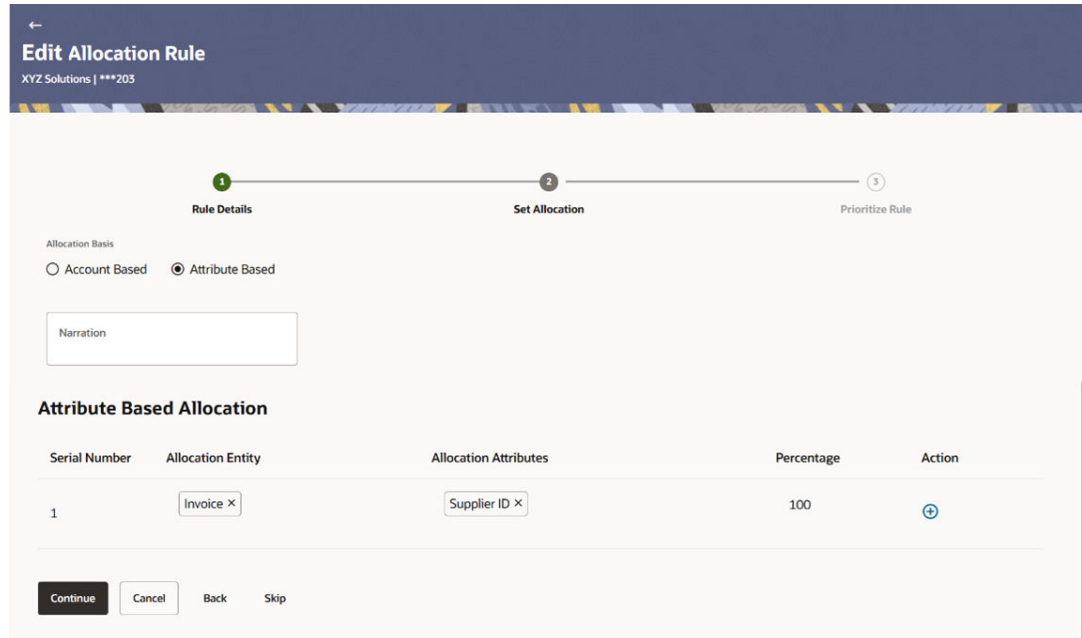 ←
Edit Allocation Rule
XYZ Solutions | ***203
1 2 3
Rule Details Set Allocation Prioritize Rule
Allocation Basis
Account Based Attribute Based
Narration
Attribute Based Allocation
Serial Number Allocation Entity Allocation Attributes Percentage Action
1 Invoice × Supplier ID × 100
Continue Cancel Back Skip